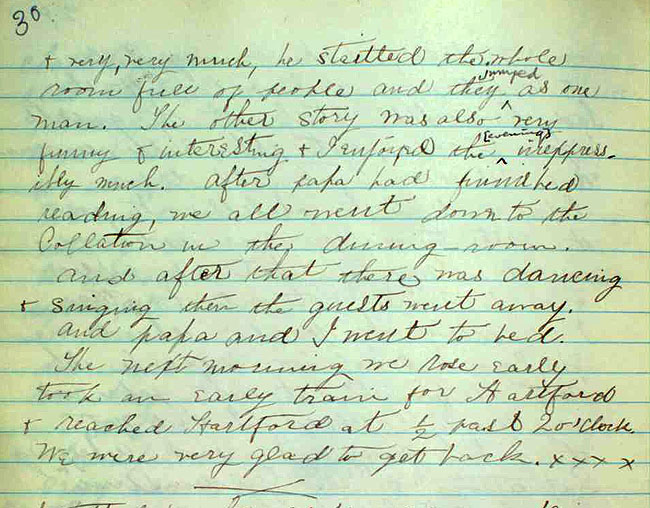 30
& very, very much, he startled the whole
room full of people and they jumped as one
man. The other story was also very
funny & interesting & I enjoyed the evening inexpress-
ibly much. After papa had finished
reading, we all went down to the
Collation in the dining-room.
and after that there was dancing
& singing then the guests went away.
and papa and I went to bed.
The next morning we rose early
took an early train for Hartford
& reached Hartford at ½ past 2 o'clock.
We were very glad to get back. x x x x